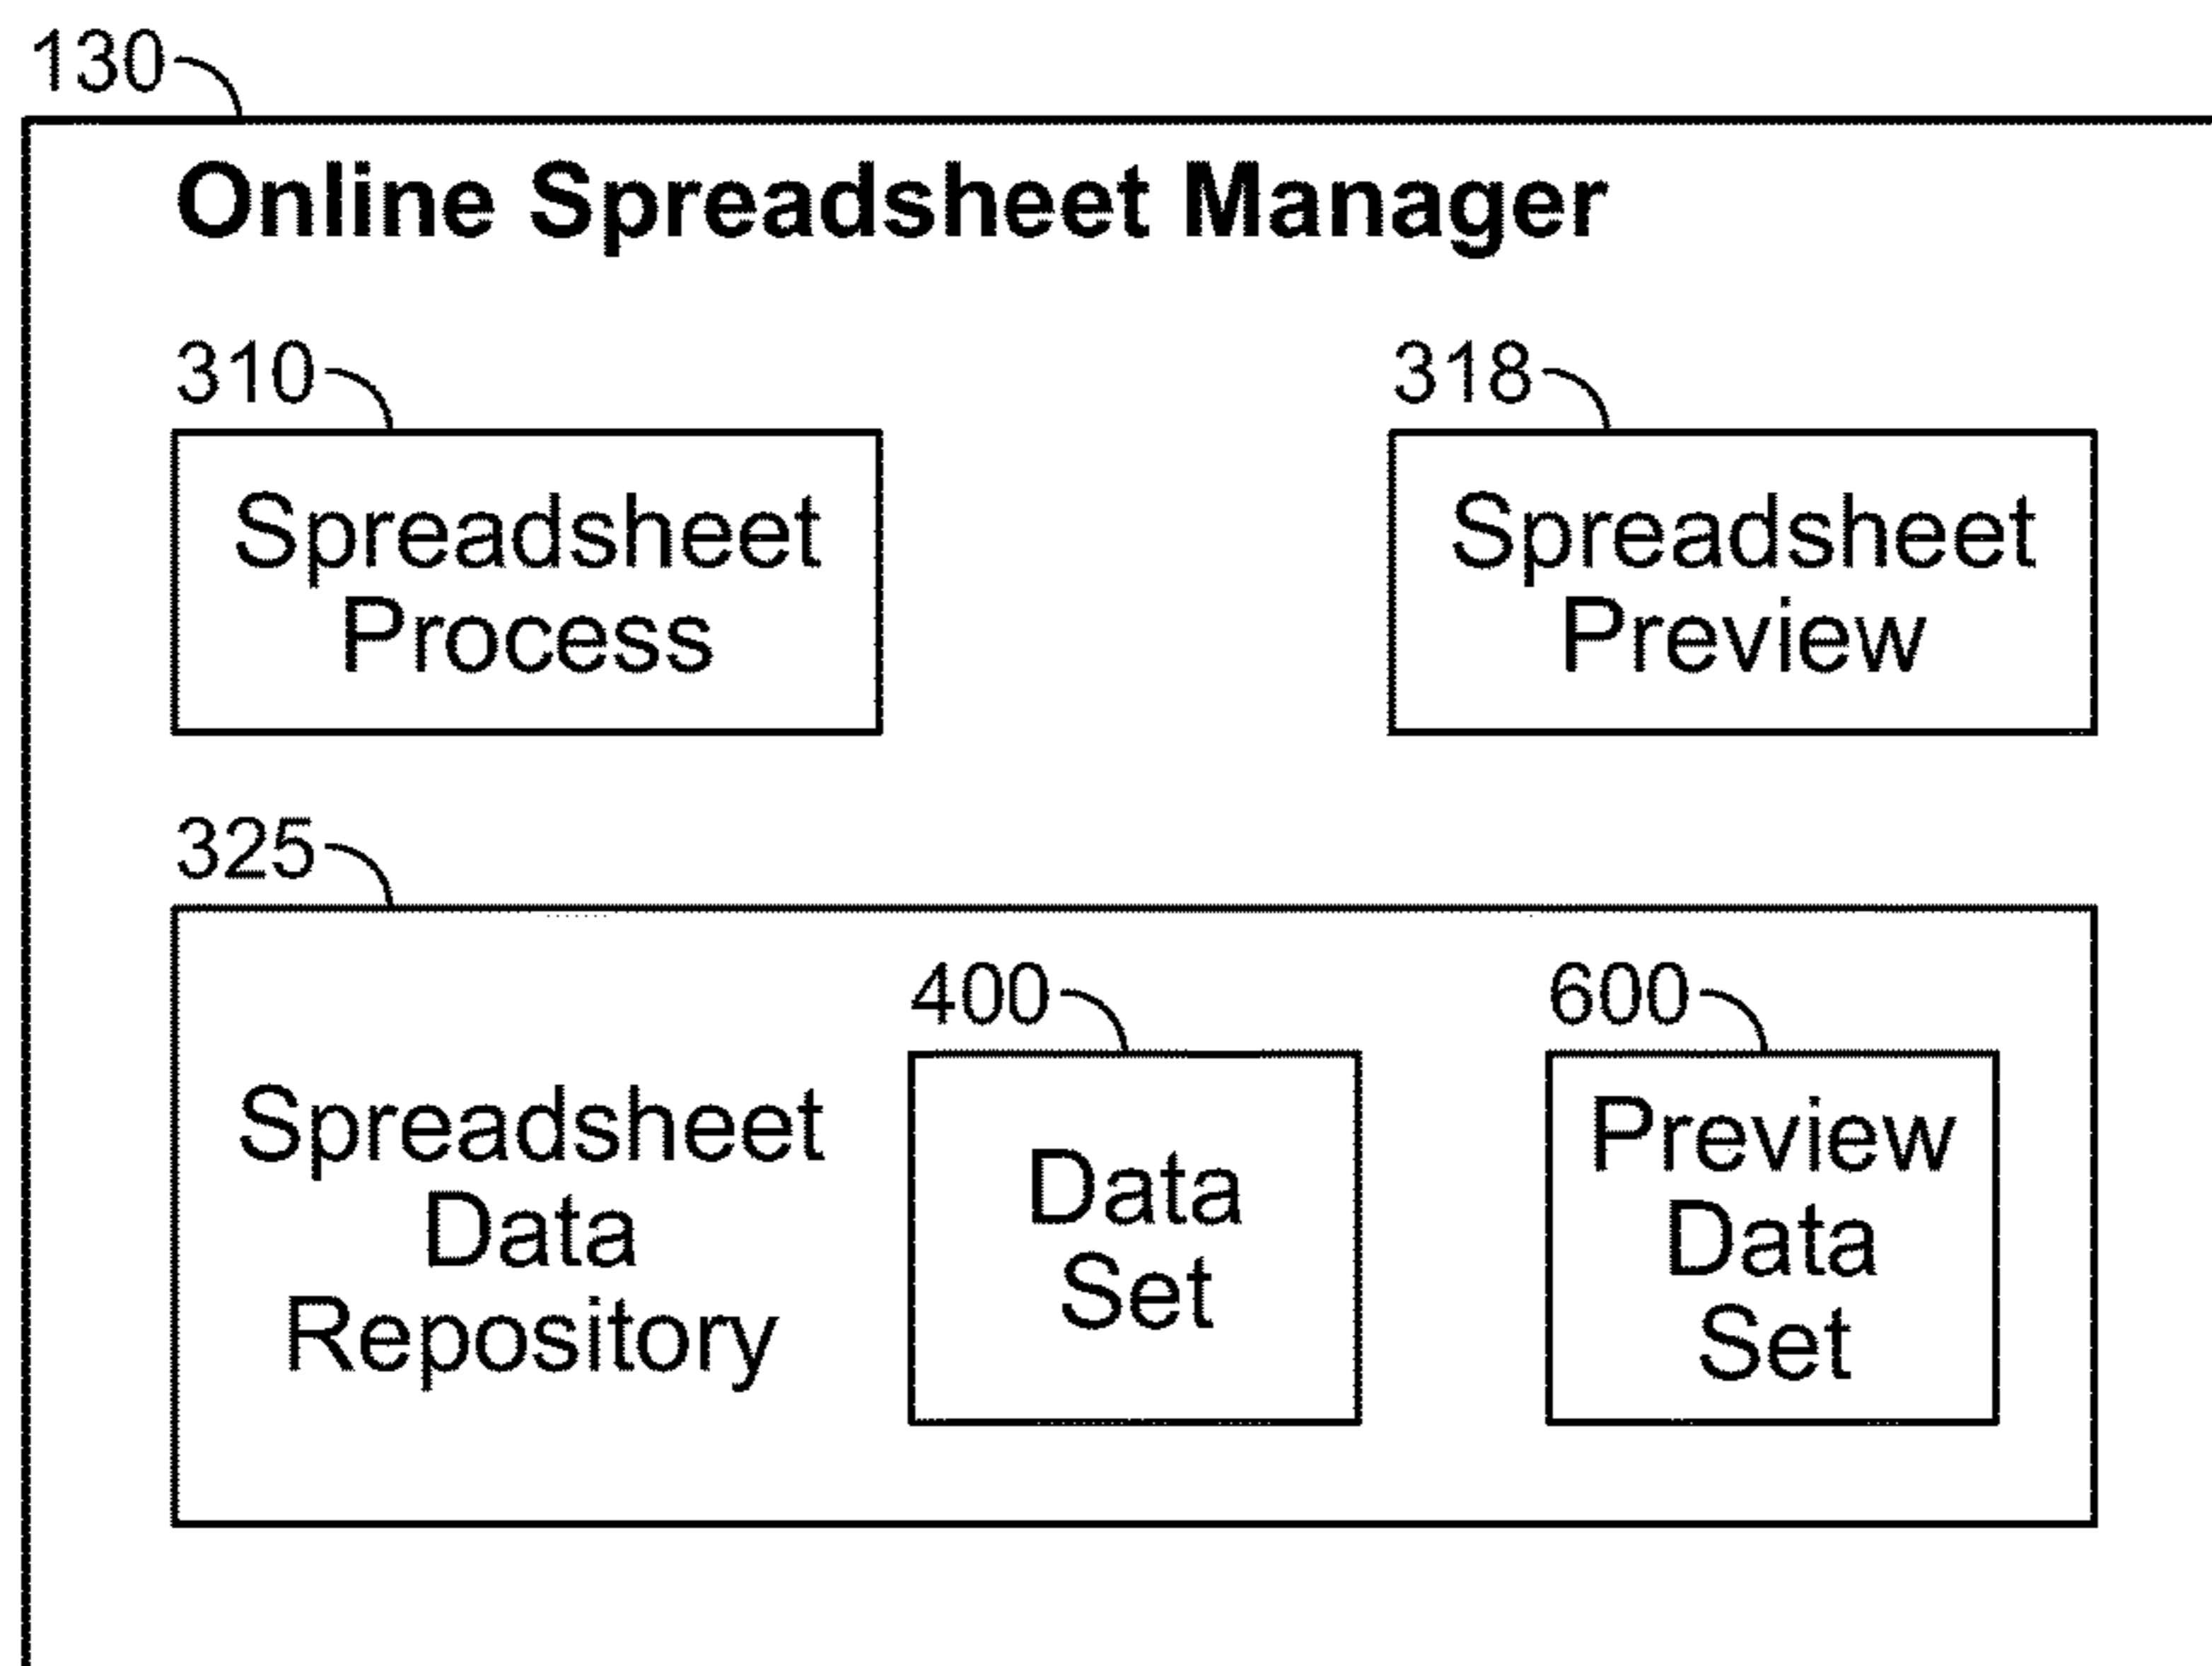 130
Online Spreadsheet Manager
310
Spreadsheet
Process
318
Spreadsheet
Preview
325
Spreadsheet
Data
Repository
400
Data
Set
600
Preview
Data
Set